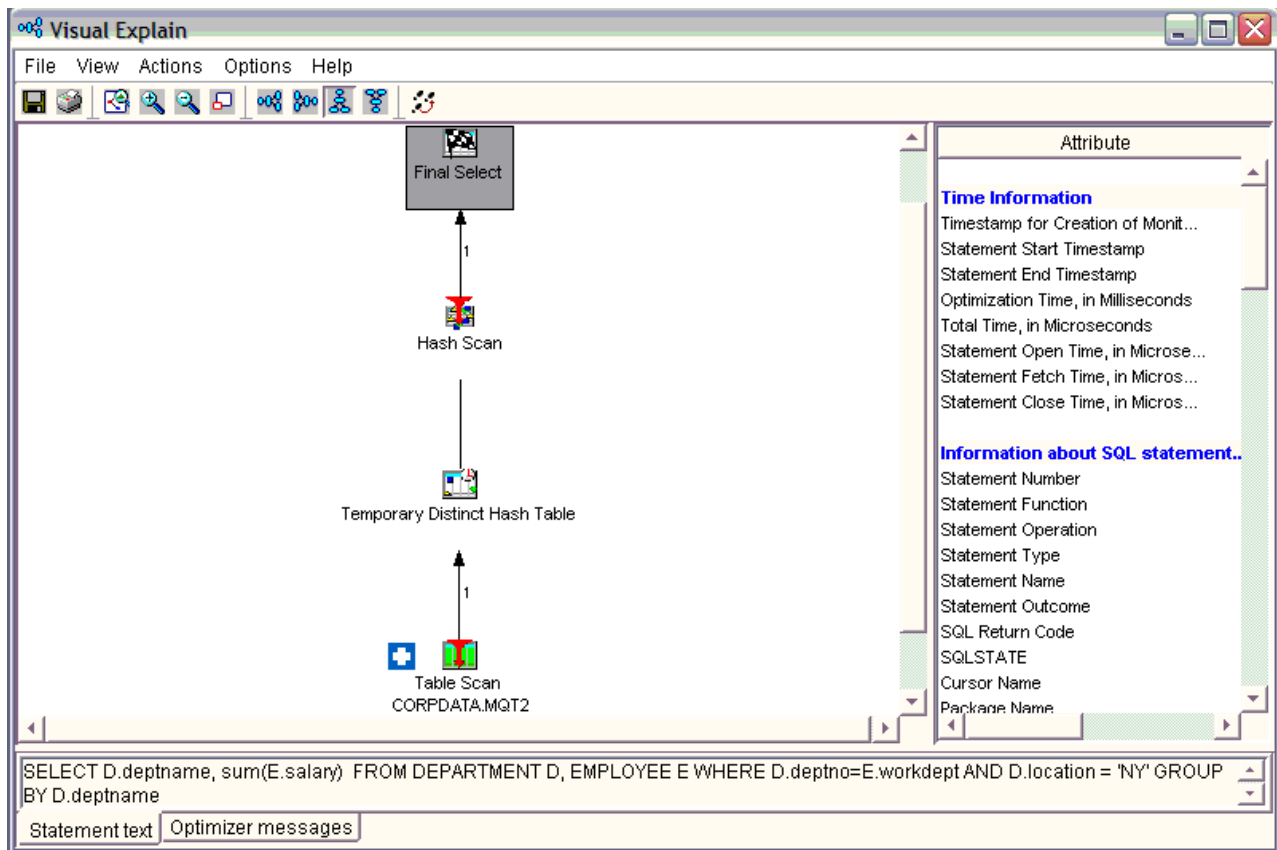 Visual Explain
File View Actions Options Help
Final Select
1
Hash Scan
Temporary Distinct Hash Table
1
Table Scan
CORPDATA.MQT2
Attribute
Time Information
Timestamp for Creation of Monit...
Statement Start Timestamp
Statement End Timestamp
Optimization Time, in Milliseconds
Total Time, in Microseconds
Statement Open Time, in Microse...
Statement Fetch Time, in Micros...
Statement Close Time, in Micros...
Information about SQL statement..
Statement Number
Statement Function
Statement Operation
Statement Type
Statement Name
Statement Outcome
SQL Return Code
SQLSTATE
Cursor Name
Package Name
SELECT D.deptname, sum(E.salary) FROM DEPARTMENT D, EMPLOYEE E WHERE D.deptno=E.workdept AND D.location = 'NY' GROUP
BY D.deptname
Statement text Optimizer messages